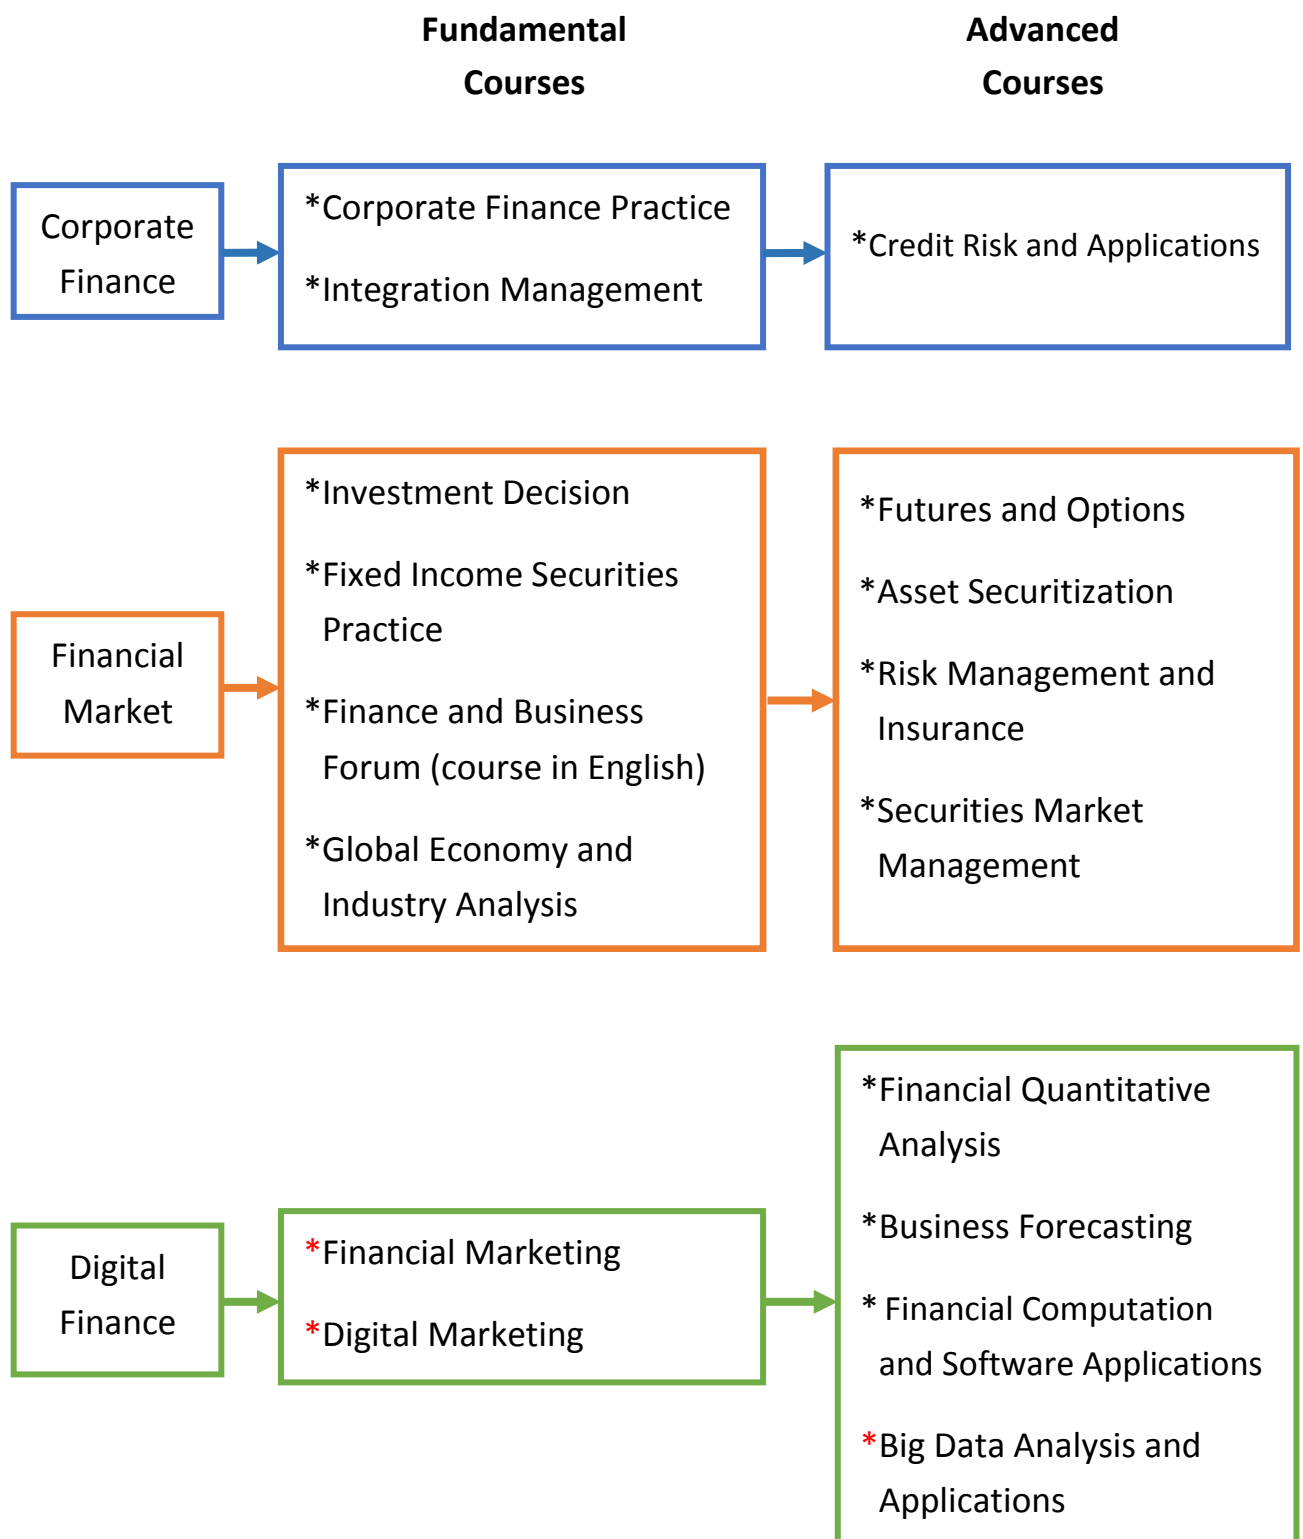 Fundamental
Courses
Advanced
Courses
Corporate
Finance
*Corporate Finance Practice
*Integration Management
*Credit Risk and Applications
Financial
Market
*Investment Decision
*Fixed Income Securities
Practice
*Finance and Business
Forum (course in English)
*Global Economy and
Industry Analysis
*Futures and Options
*Asset Securitization
*Risk Management and
Insurance
*Securities Market
Management
Digital
Finance
*Financial Marketing
*Digital Marketing
*Financial Quantitative
Analysis
*Business Forecasting
* Financial Computation
and Software Applications
*Big Data Analysis and
Applications